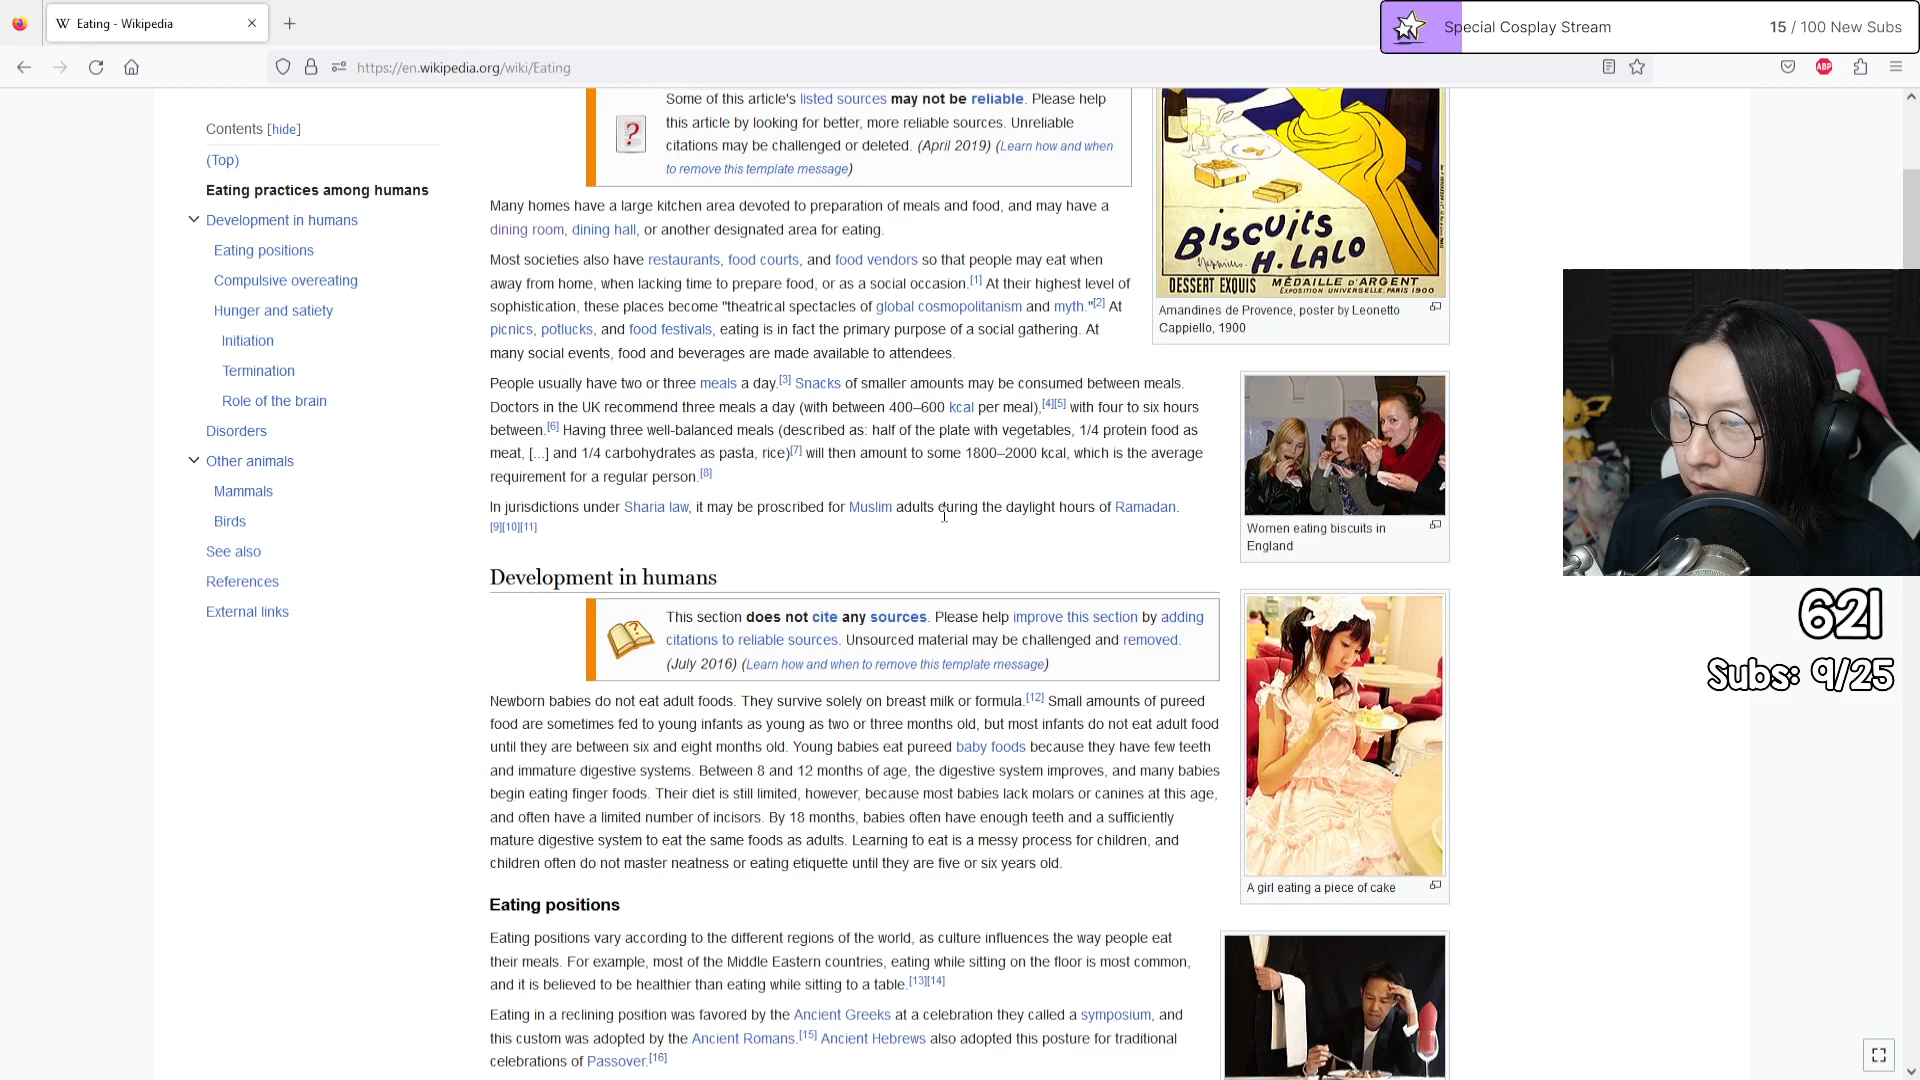 Eating - Wikipedia
Special Cosplay Stream
15 / 100 New Subs
https://en.wikipedia.org/wiki/Eating
ABP
Contents [hide]
(Top)
Eating practices among humans
Development in humans
Eating positions
Compulsive overeating
Hunger and satiety
Initiation
Termination
Role of the brain
Disorders
Other animals
Mammals
Birds
See also
References
External links
Some of this article's listed sources may not be reliable. Please help
this article by looking for better, more reliable sources. Unreliable
citations may be challenged or deleted. (April 2019) (Learn how and when
to remove this template message)
Many homes have a large kitchen area devoted to preparation of meals and food, and may have a
dining room, dining hall, or another designated area for eating.
Most societies also have restaurants, food courts, and food vendors so that people may eat when
away from home, when lacking time to prepare food, or as a social occasion.[1] At their highest level of
sophistication, these places become "theatrical spectacles of global cosmopolitanism and myth."[2] At
picnics, potlucks, and food festivals, eating is in fact the primary purpose of a social gathering. At
many social events, food and beverages are made available to attendees.
People usually have two or three meals a day.[3] Snacks of smaller amounts may be consumed between meals.
Doctors in the UK recommend three meals a day (with between 400–600 kcal per meal),[4][5] with four to six hours
between.[6] Having three well-balanced meals (described as: half of the plate with vegetables, 1/4 protein food as
meat, [...] and 1/4 carbohydrates as pasta, rice)[7] will then amount to some 1800–2000 kcal, which is the average
requirement for a regular person.[8]
In jurisdictions under Sharia law, it may be proscribed for Muslim adults during the daylight hours of Ramadan.
[9][10][11]
Development in humans
This section does not cite any sources. Please help improve this section by adding
citations to reliable sources. Unsourced material may be challenged and removed.
(July 2016) (Learn how and when to remove this template message)
Newborn babies do not eat adult foods. They survive solely on breast milk or formula.[12] Small amounts of pureed
food are sometimes fed to young infants as young as two or three months old, but most infants do not eat adult food
until they are between six and eight months old. Young babies eat pureed baby foods because they have few teeth
and immature digestive systems. Between 8 and 12 months of age, the digestive system improves, and many babies
begin eating finger foods. Their diet is still limited, however, because most babies lack molars or canines at this age,
and often have a limited number of incisors. By 18 months, babies often have enough teeth and a sufficiently
mature digestive system to eat the same foods as adults. Learning to eat is a messy process for children, and
children often do not master neatness or eating etiquette until they are five or six years old.
Eating positions
Eating positions vary according to the different regions of the world, as culture influences the way people eat
their meals. For example, most of the Middle Eastern countries, eating while sitting on the floor is most common,
and it is believed to be healthier than eating while sitting to a table.[13][14]
Eating in a reclining position was favored by the Ancient Greeks at a celebration they called a symposium, and
this custom was adopted by the Ancient Romans.[15] Ancient Hebrews also adopted this posture for traditional
celebrations of Passover.[16]
Biscuits
H. LALO
DESSERT EXQUIS
MÉDAILLE D'ARGENT
EXPOSITION UNIVERSELLE, PARIS 1900
Amandines de Provence, poster by Leonetto
Cappiello, 1900
Women eating biscuits in
England
A girl eating a piece of cake
621
Subs: 9/25